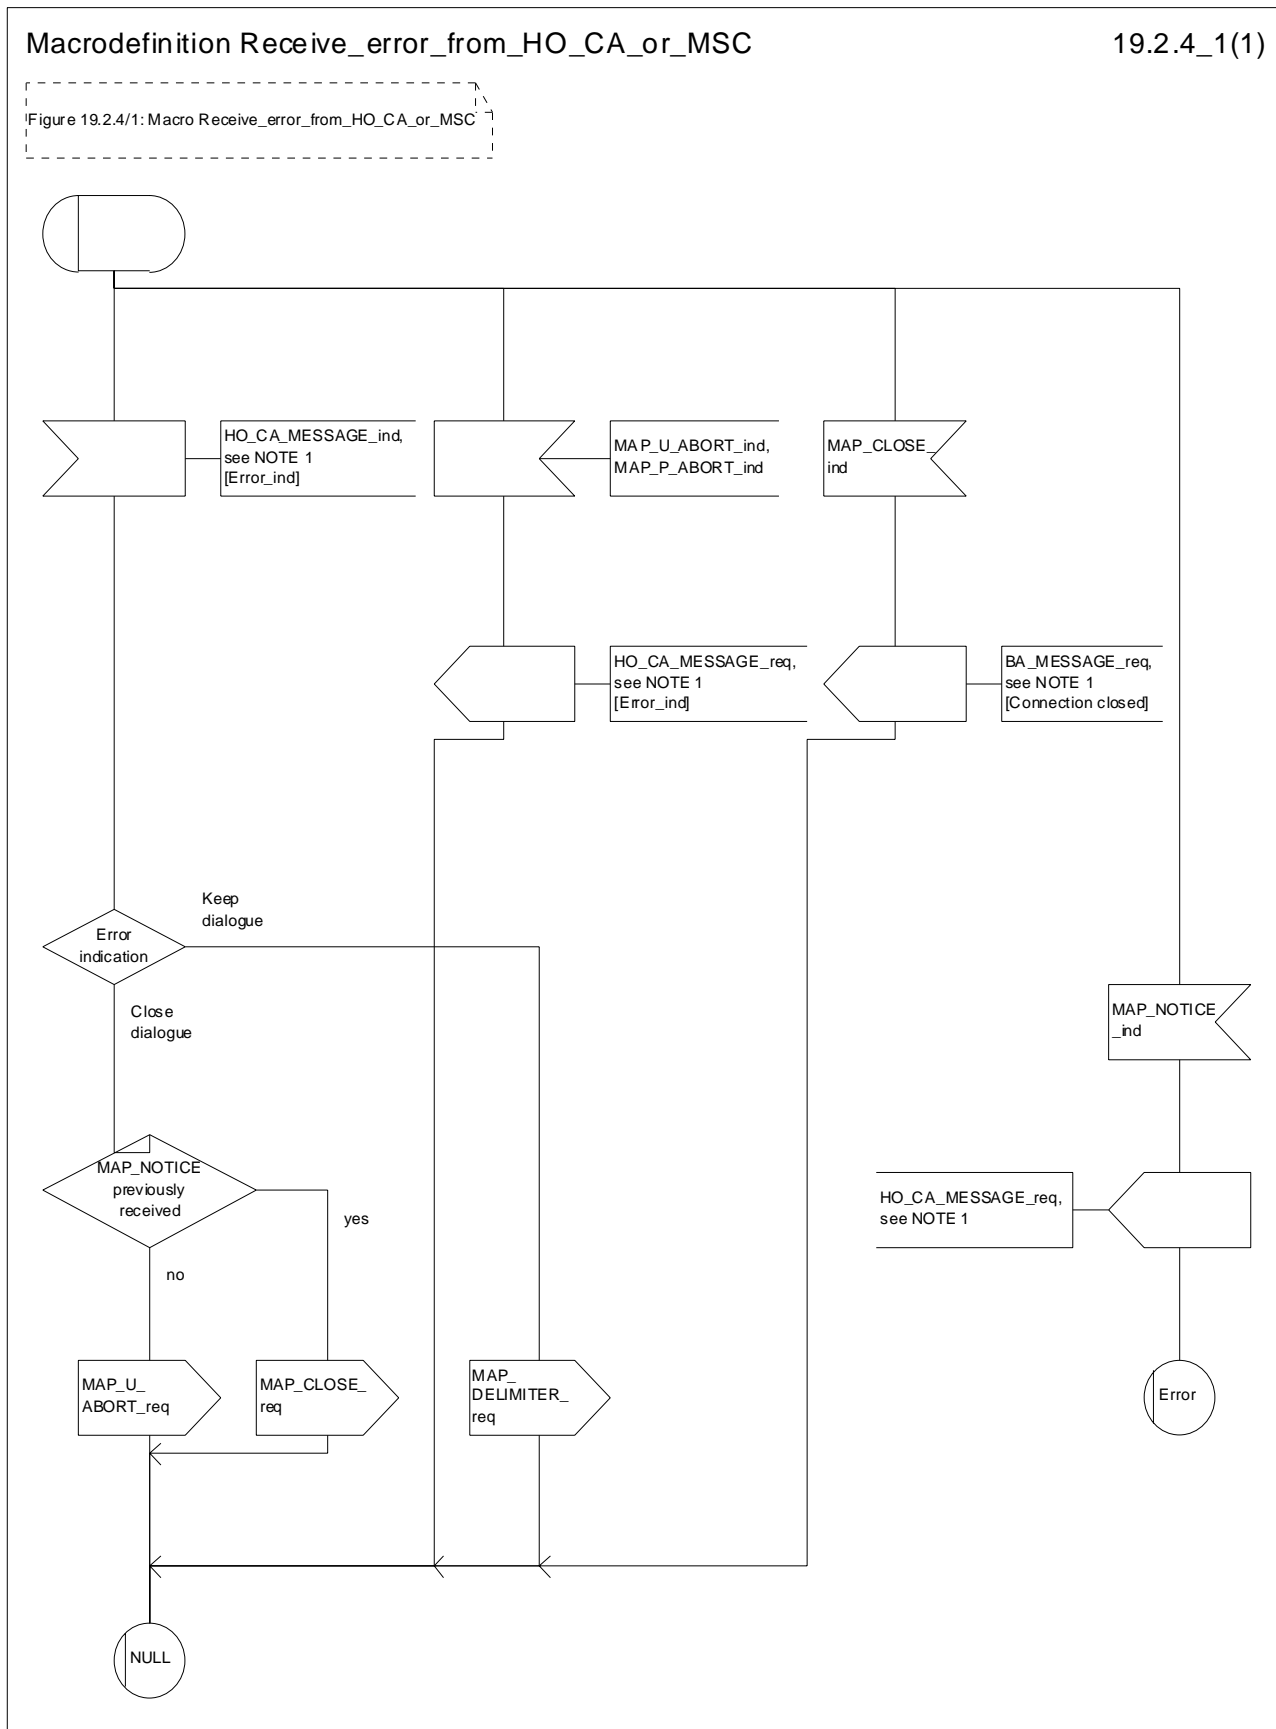 Macrodefinition Receive_error_from_HO_CA_or_MSC
19.2.4_1(1)
Figure 19.2.4/1: Macro Receive_error_from_HO_CA_or_MSC
HO_CA_MESSAGE_ind,
see NOTE 1
[Error_ind]
MAP_U_ABORT_ind,
MAP_P_ABORT_ind
MAP_CLOSE_
ind
HO_CA_MESSAGE_req,
see NOTE 1
[Error_ind]
BA_MESSAGE_req,
see NOTE 1
[Connection closed]
Keep
dialogue
Error
indication
Close
dialogue
MAP_NOTICE
_ind
MAP_NOTICE
previously
received
yes
no
HO_CA_MESSAGE_req,
see NOTE 1
MAP_U_
ABORT_req
MAP_CLOSE_
req
MAP_
DELIMITER_
req
Error
NULL